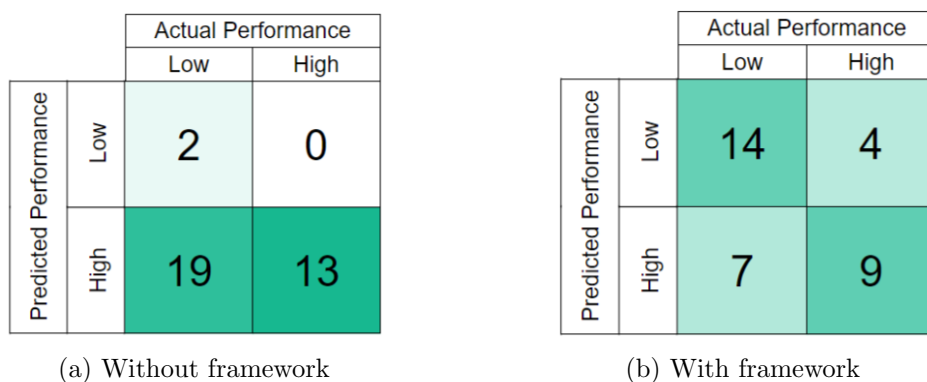 Actual Performance
Low High
Predicted Performance
Low
2 0
High
19 13
(a) Without framework
Actual Performance
Low High
Predicted Performance
Low
14 4
High
7 9
(b) With framework